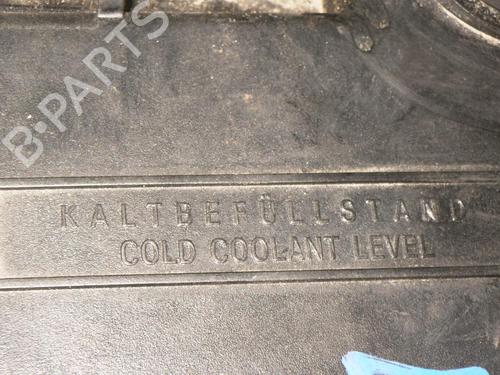 B-PARTS
KALTBEFÜLLSTAND
COLD COOLANT LEVEL